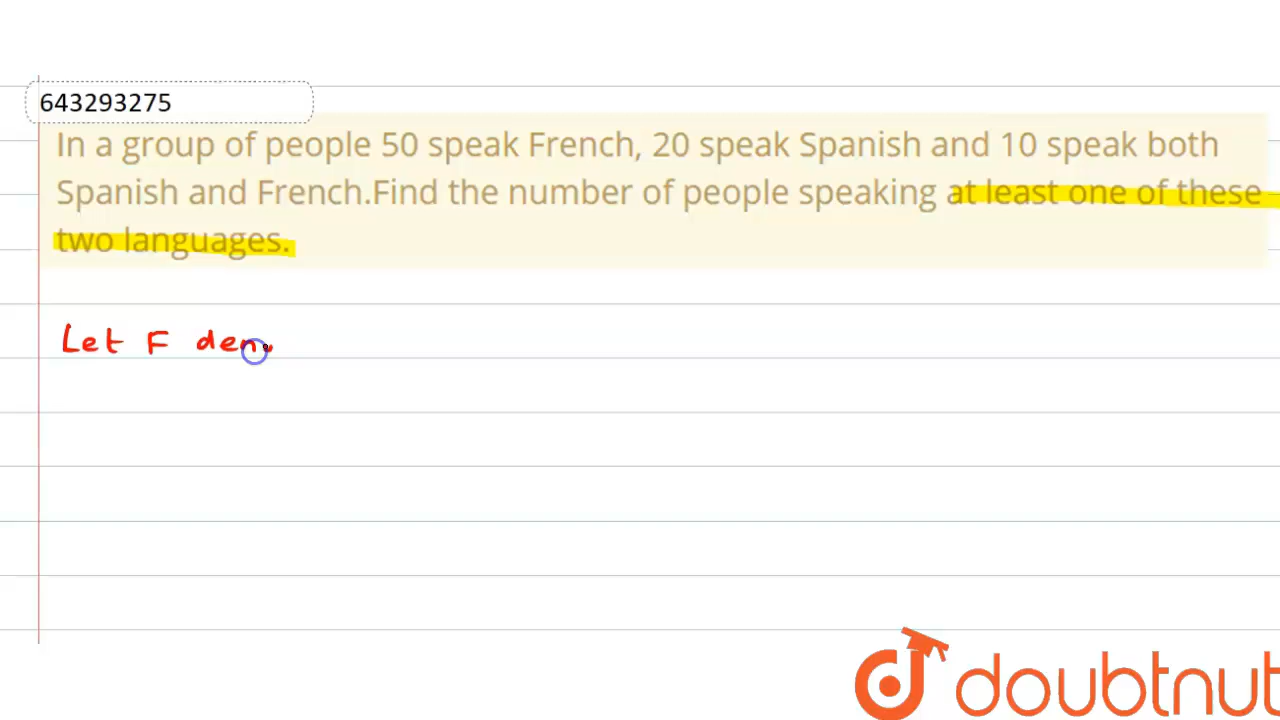 643293275
In a group of people 50 speak French, 20 speak Spanish and 10 speak both
Spanish and French.Find the number of people speaking at least one of these
two languages.
Let F den
doubtnut